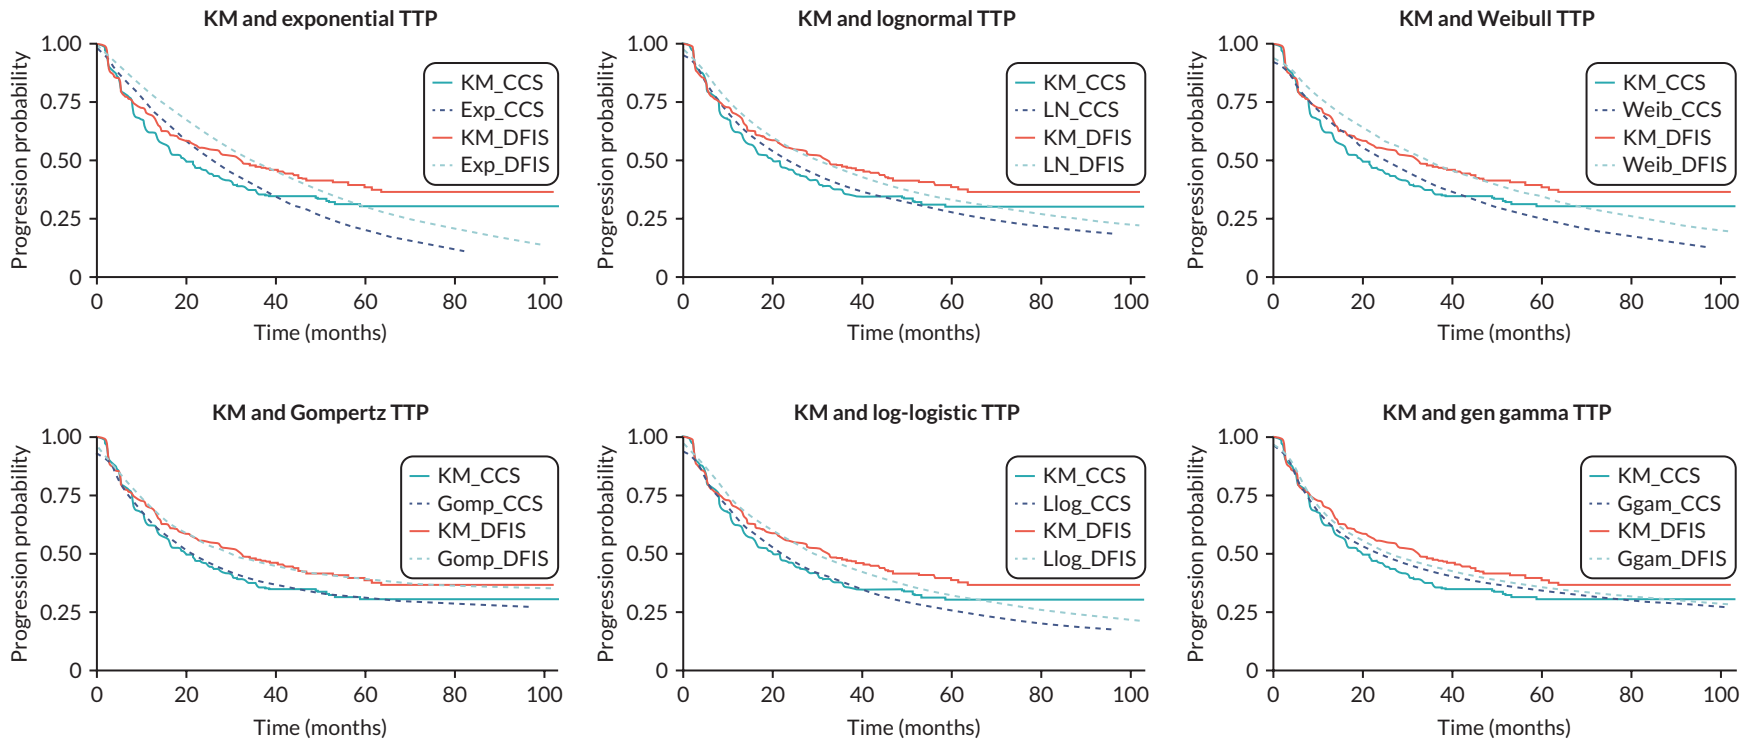 KM and exponential TTP
Progression probability
1.00
0.75
0.50
0.25
0
KM_CCS
Exp_CCS
KM_DFIS
Exp_DFIS
0 20 40 60 80 100
Time (months)
KM and lognormal TTP
Progression probability
1.00
0.75
0.50
0.25
0
KM_CCS
LN_CCS
KM_DFIS
LN_DFIS
0 20 40 60 80 100
Time (months)
KM and Weibull TTP
Progression probability
1.00
0.75
0.50
0.25
0
KM_CCS
Weib_CCS
KM_DFIS
Weib_DFIS
0 20 40 60 80 100
Time (months)
KM and Gompertz TTP
Progression probability
1.00
0.75
0.50
0.25
0
KM_CCS
Gomp_CCS
KM_DFIS
Gomp_DFIS
0 20 40 60 80 100
Time (months)
KM and log-logistic TTP
Progression probability
1.00
0.75
0.50
0.25
0
KM_CCS
Llog_CCS
KM_DFIS
Llog_DFIS
0 20 40 60 80 100
Time (months)
KM and gen gamma TTP
Progression probability
1.00
0.75
0.50
0.25
0
KM_CCS
Ggam_CCS
KM_DFIS
Ggam_DFIS
0 20 40 60 80 100
Time (months)